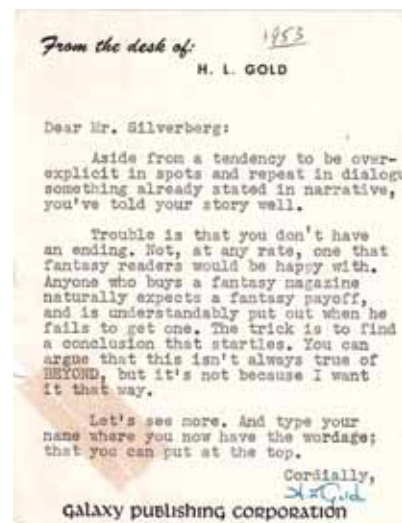 From the desk of:
1953
H. L. GOLD
Dear Mr. Silverberg:
Aside from a tendency to be over-
explicit in spots and repeat in dialogu
something already stated in narrative,
you've told your story well.
Trouble is that you don't have
an ending. Not, at any rate, one that
fantasy readers would be happy with.
Anyone who buys a fantasy magazine
naturally expects a fantasy payoff,
and is understandably put out when he
fails to get one. The trick is to find
a conclusion that startles. You can
argue that this isn't always true of
BEYOND, but it's not because I want
it that way.
Let's see more. And type your
name where you now have the wordage;
that you can put at the top.
Cordially,
H L Gold
Galaxy Publishing Corporation